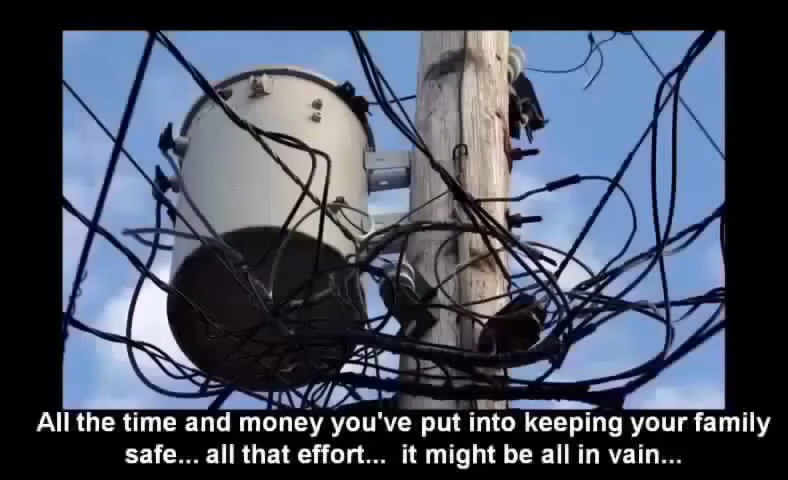 All the time and money you've put into keeping your family
safe... all that effort...  it might be all in vain...